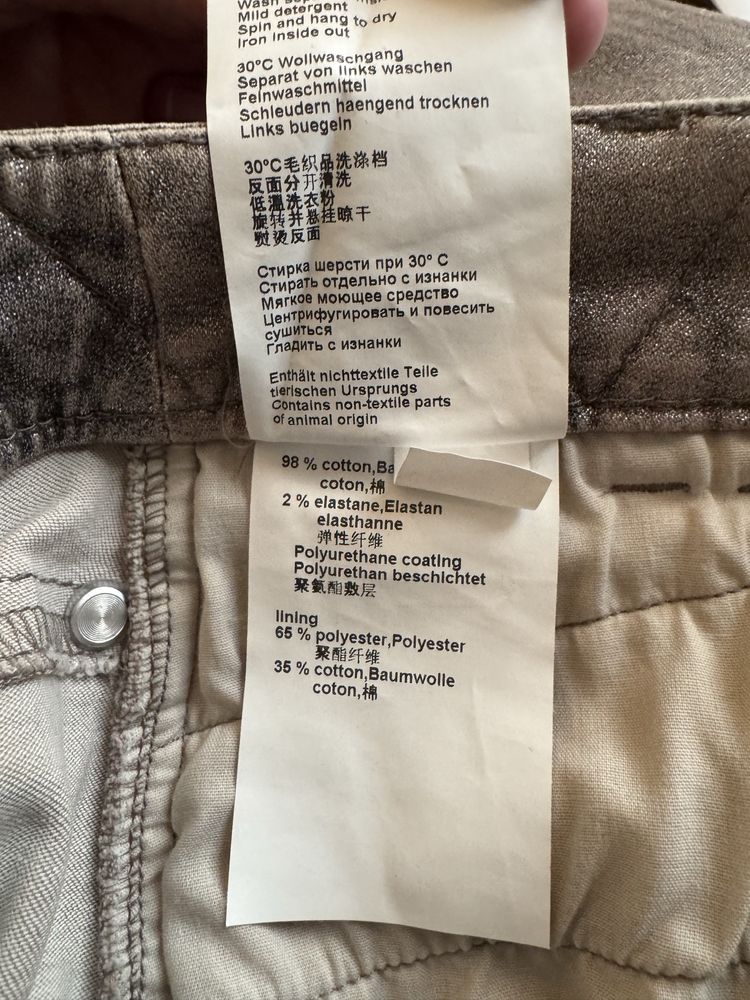 Wash
Mild detergent
Spin and hang to dry
Iron inside out
30°C Wollwaschgang
Separat von links waschen
Feinwaschmittel
Schleudern haengend trocknen
Links buegeln
30°C毛织品洗涤档
反面分开清洗
低温洗衣粉
旋转并悬挂晾干
熨烫反面
Стирка шерсти при 30° C
Стирать отдельно с изнанки
Мягкое моющее средство
Центрифугировать и повесить
сушиться
Гладить с изнанки
Enthält nichttextile Teile
tierischen Ursprungs
Contains non-textile parts
of animal origin
98 % cotton,Ba
coton,棉
2 % elastane,Elastan
elasthanne
弹性纤维
Polyurethane coating
Polyurethan beschichtet
聚氨酯敷层
lining
65 % polyester,Polyester
聚酯纤维
35 % cotton,Baumwolle
coton,棉